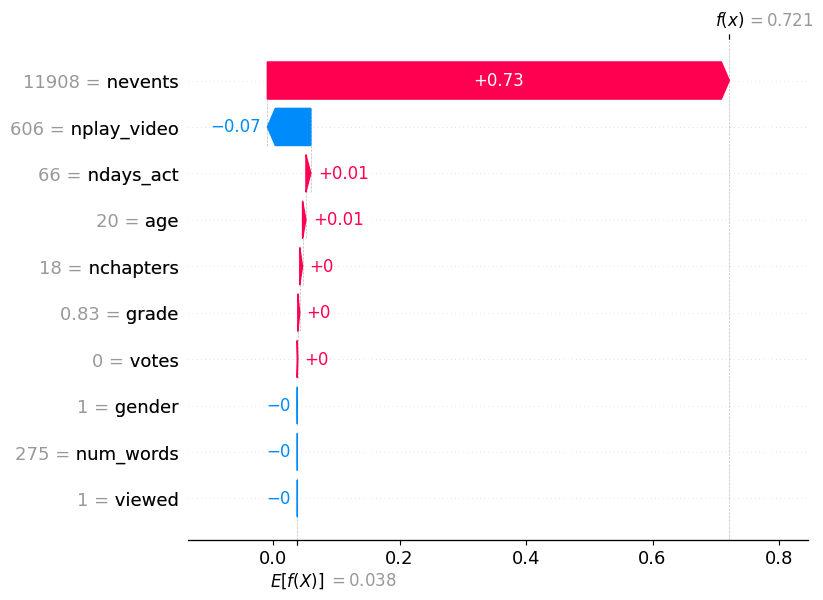 f(x) = 0.721
11908 = nevents
+0.73
606 = nplay_video
−0.07
66 = ndays_act
+0.01
20 = age
+0.01
18 = nchapters
+0
0.83 = grade
+0
0 = votes
+0
1 = gender
−0
275 = num_words
−0
1 = viewed
−0
0.0 0.2 0.4 0.6 0.8
E[f(X)] = 0.038